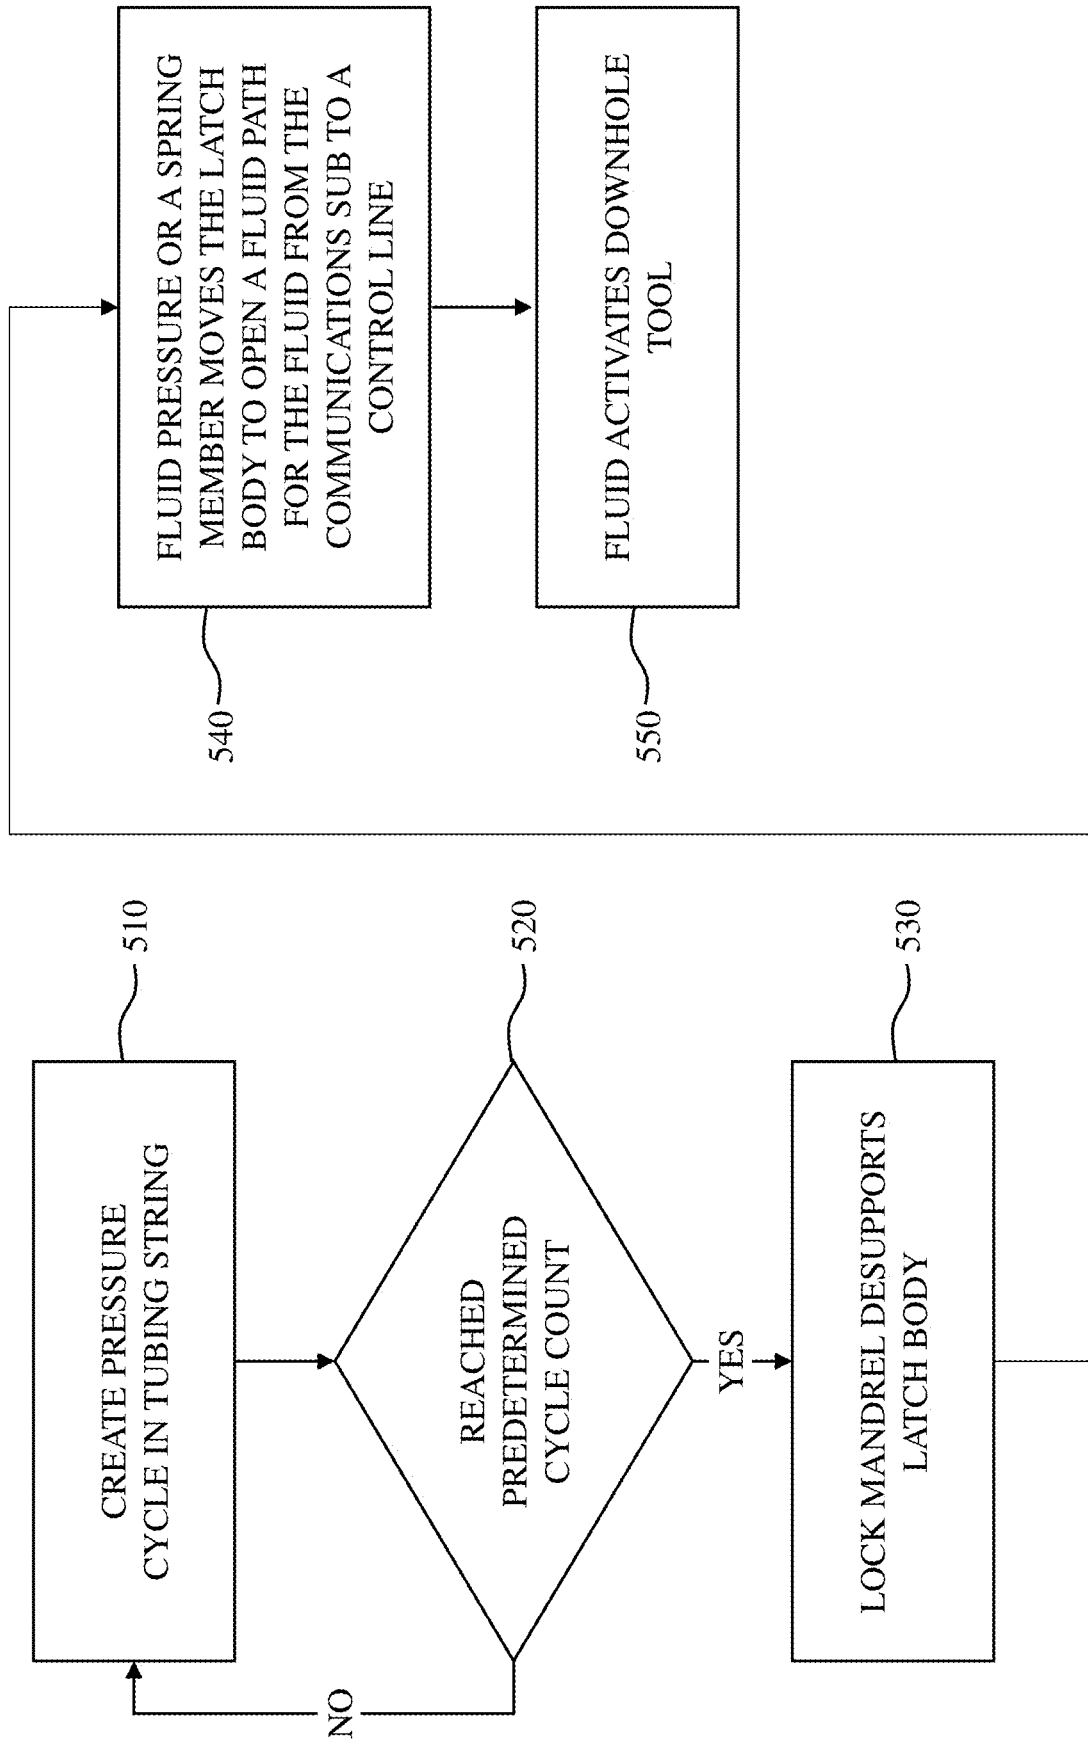 CREATE PRESSURE
CYCLE IN TUBING STRING
510
REACHED
PREDETERMINED
CYCLE COUNT
520
NO
YES
LOCK MANDREL DESUPPORTS
LATCH BODY
530
FLUID PRESSURE OR A SPRING
MEMBER MOVES THE LATCH
BODY TO OPEN A FLUID PATH
FOR THE FLUID FROM THE
COMMUNICATIONS SUB TO A
CONTROL LINE
540
FLUID ACTIVATES DOWNHOLE
TOOL
550